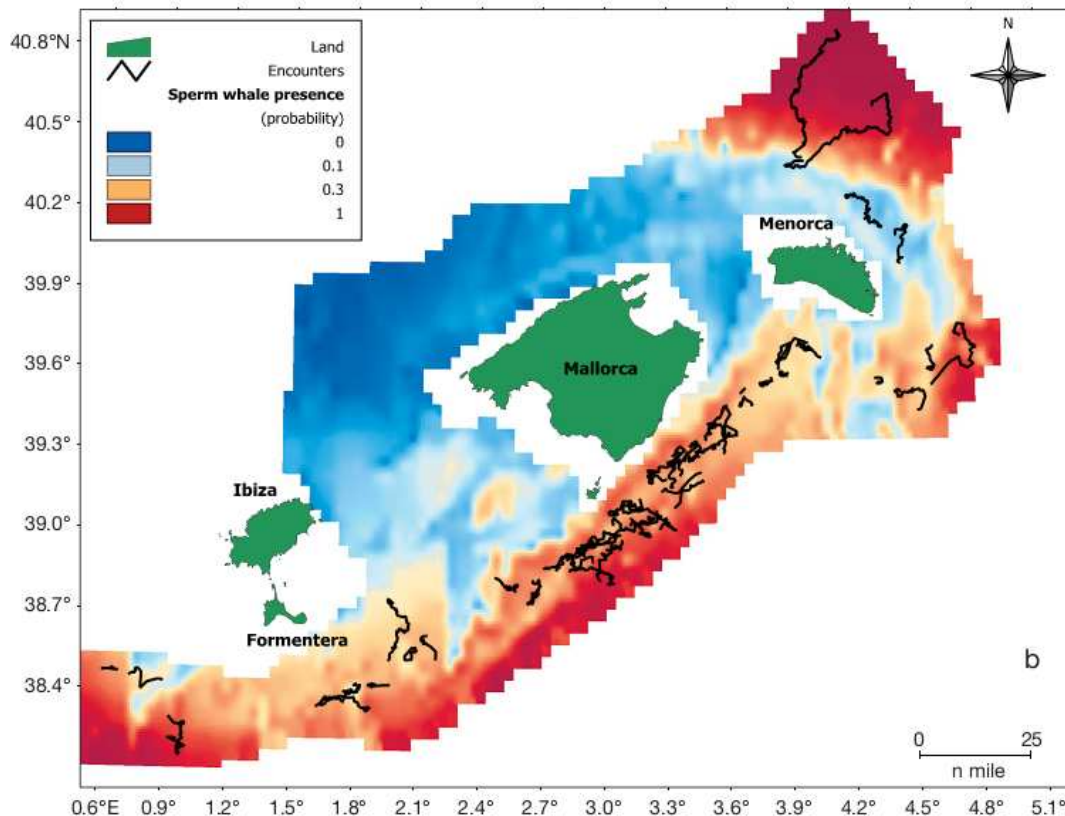 40.8°N
40.5°
40.2°
39.9°
39.6°
39.3°
39.0°
38.7°
38.4°
Land
Encounters
Sperm whale presence
(probability)
0
0.1
0.3
1
N
Menorca
Mallorca
Ibiza
Formentera
b
0 25
n mile
0.6°E 0.9° 1.2° 1.5° 1.8° 2.1° 2.4° 2.7° 3.0° 3.3° 3.6° 3.9° 4.2° 4.5° 4.8° 5.1°